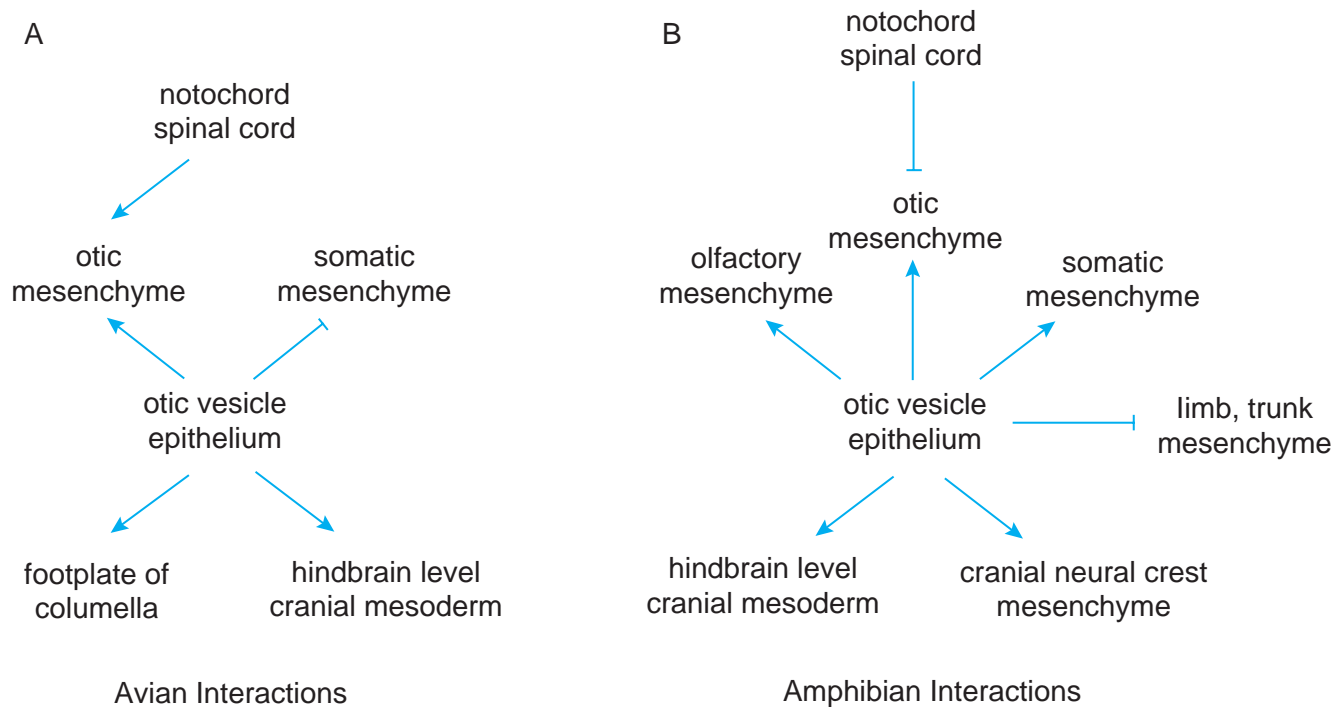 A
notochord
spinal cord
otic
mesenchyme
somatic
mesenchyme
otic vesicle
epithelium
footplate of
columella
hindbrain level
cranial mesoderm
Avian Interactions
B
notochord
spinal cord
otic
mesenchyme
olfactory
mesenchyme
somatic
mesenchyme
otic vesicle
epithelium
limb, trunk
mesenchyme
hindbrain level
cranial mesoderm
cranial neural crest
mesenchyme
Amphibian Interactions